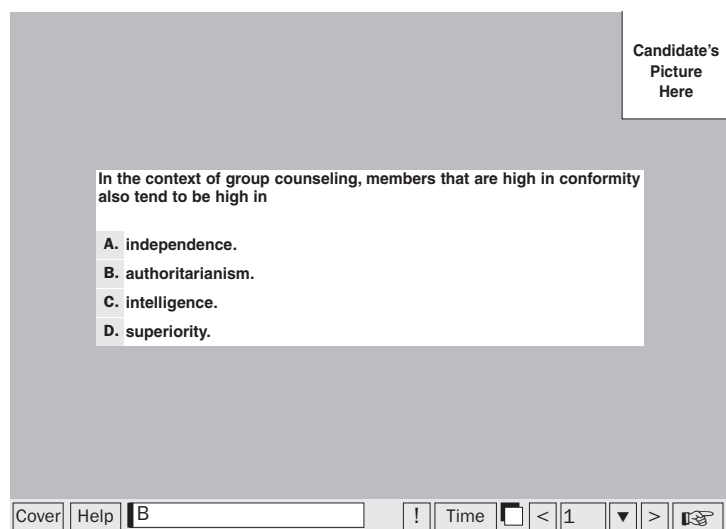 Candidate's
Picture
Here
In the context of group counseling, members that are high in conformity
also tend to be high in
A. independence.
B. authoritarianism.
C. intelligence.
D. superiority.
Cover Help B ! Time < 1 ▼ > ☞